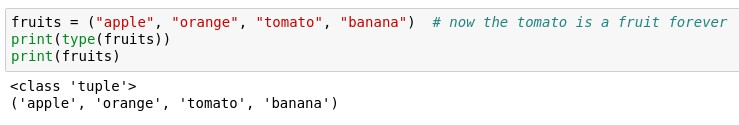 fruits = ("apple", "orange", "tomato", "banana")  # now the tomato is a fruit forever
print(type(fruits))
print(fruits)
<class 'tuple'>
('apple', 'orange', 'tomato', 'banana')